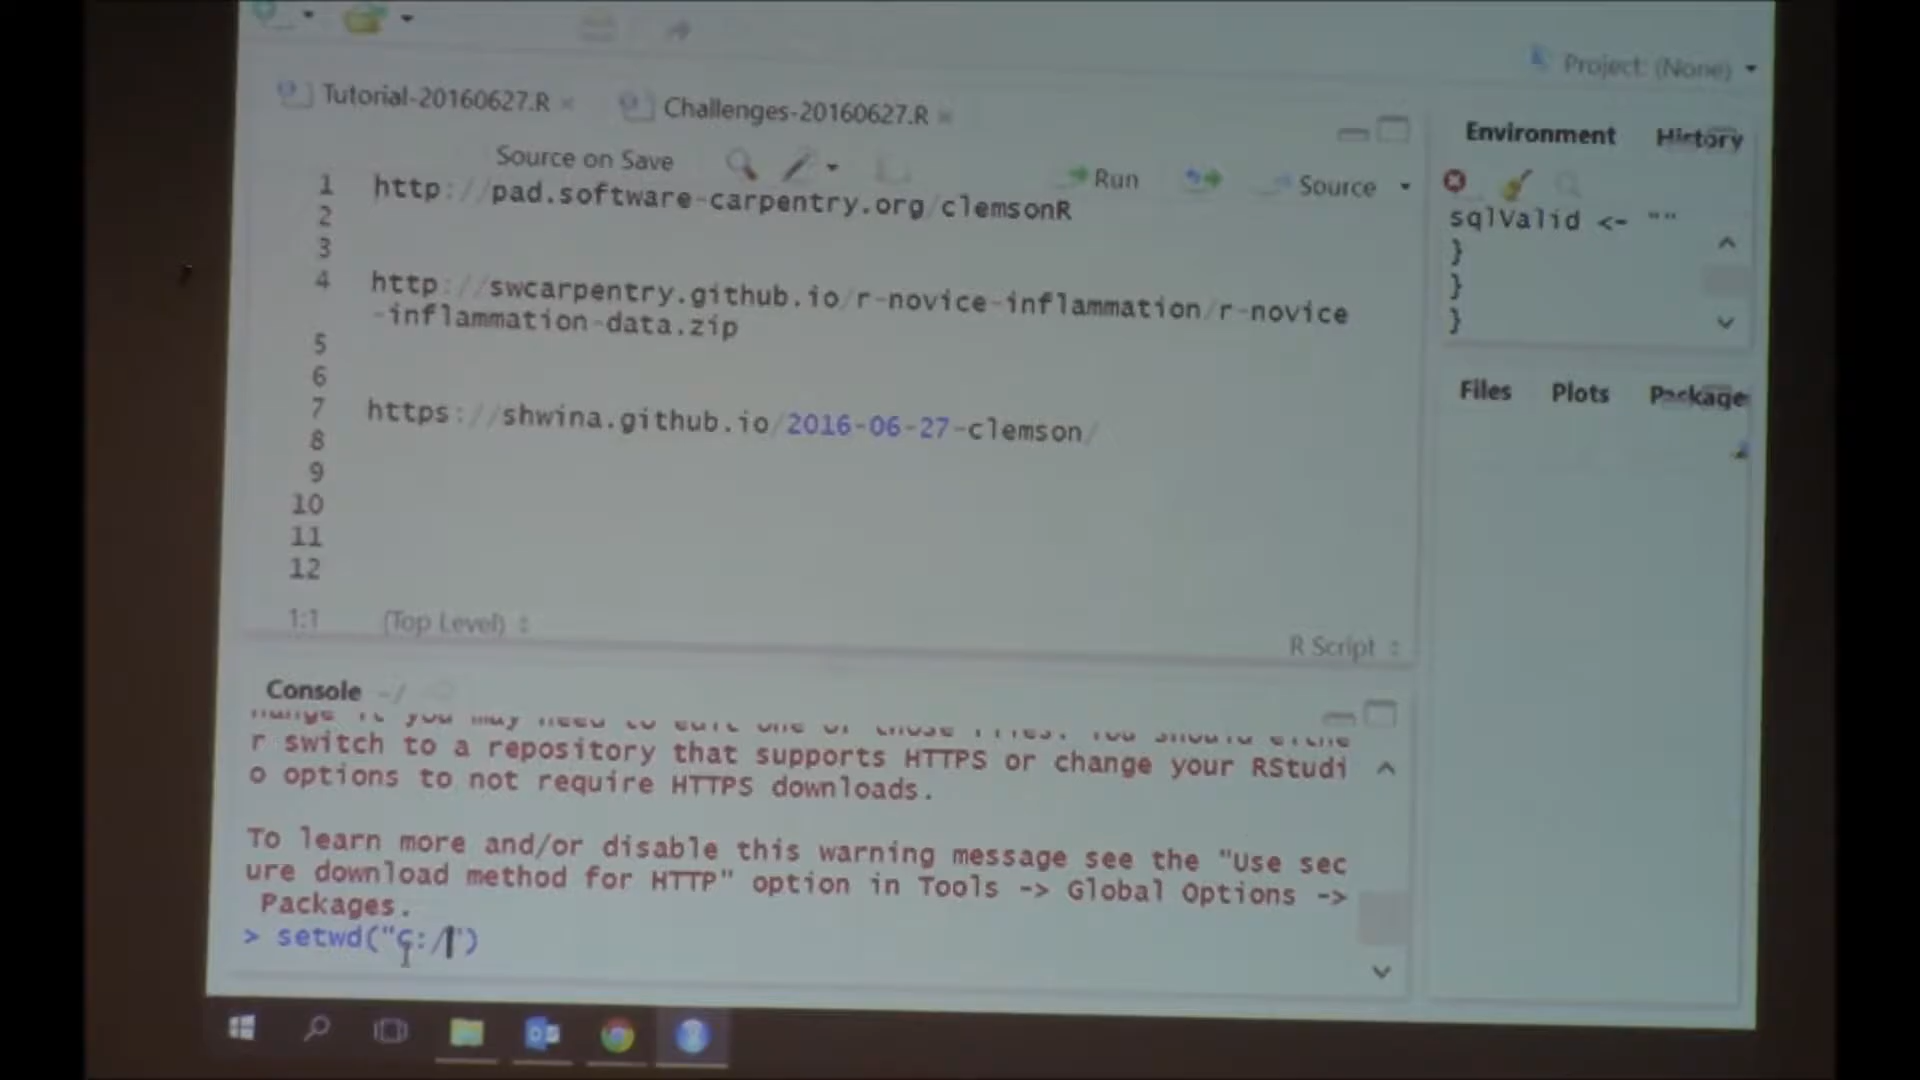 Project: (None)
Tutorial-20160627.R
Challenges-20160627.R
Source on Save
Run
Source
1 http://pad.software-carpentry.org/clemsonR
2
3
4 http://swcarpentry.github.io/r-novice-inflammation/r-novice
-inflammation-data.zip
5
6
7 https://shwina.github.io/2016-06-27-clemson/
8
9
10
11
12
1:1 (Top Level)
R Script
Environment History
sqlValid <- ""
}
}
}
Files Plots Package
Console ~/
r switch to a repository that supports HTTPS or change your RStudi
o options to not require HTTPS downloads.
To learn more and/or disable this warning message see the "Use sec
ure download method for HTTP" option in Tools -> Global Options ->
Packages.
> setwd("C:/")